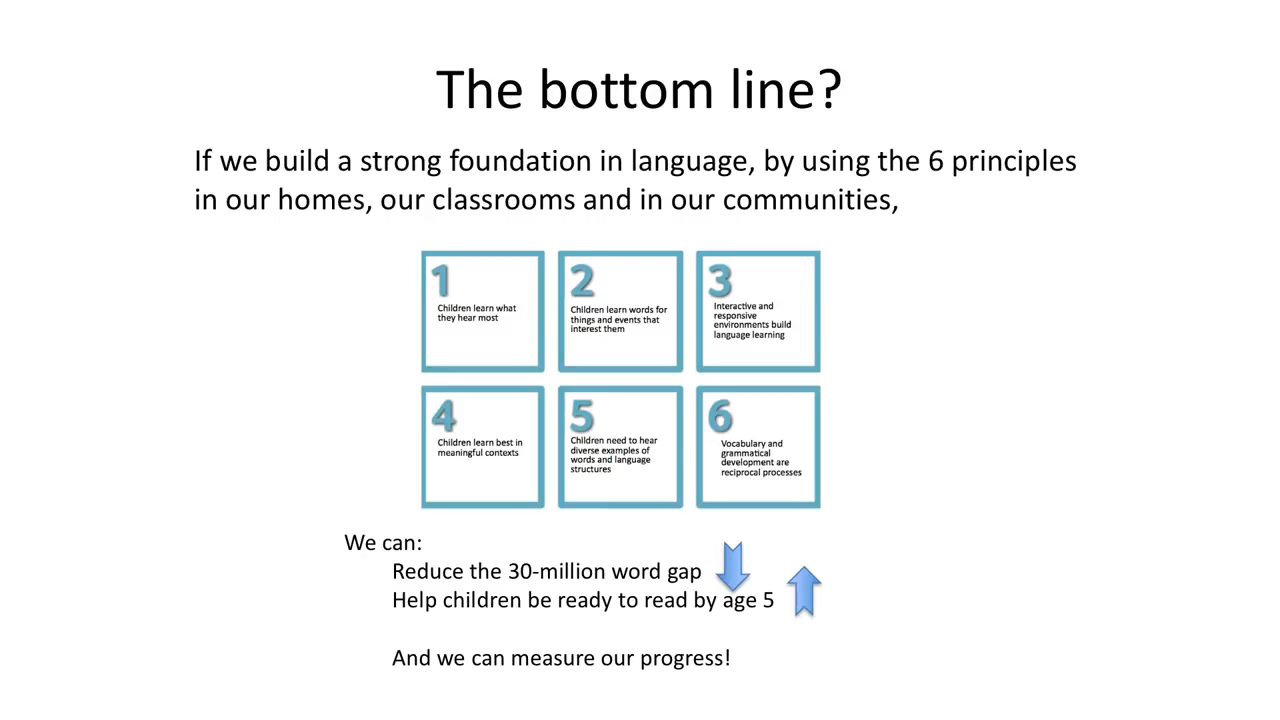 The bottom line?
If we build a strong foundation in language, by using the 6 principles
in our homes, our classrooms and in our communities,
1
Children learn what
they hear most
2
Children learn words for
things and events that
interest them
3
Interactive and
responsive
environments build
language learning
4
Children learn best in
meaningful contexts
5
Children need to hear
diverse examples of
words and language
structures
6
Vocabulary and
grammatical
development are
reciprocal processes
We can:
Reduce the 30-million word gap
Help children be ready to read by age 5
And we can measure our progress!